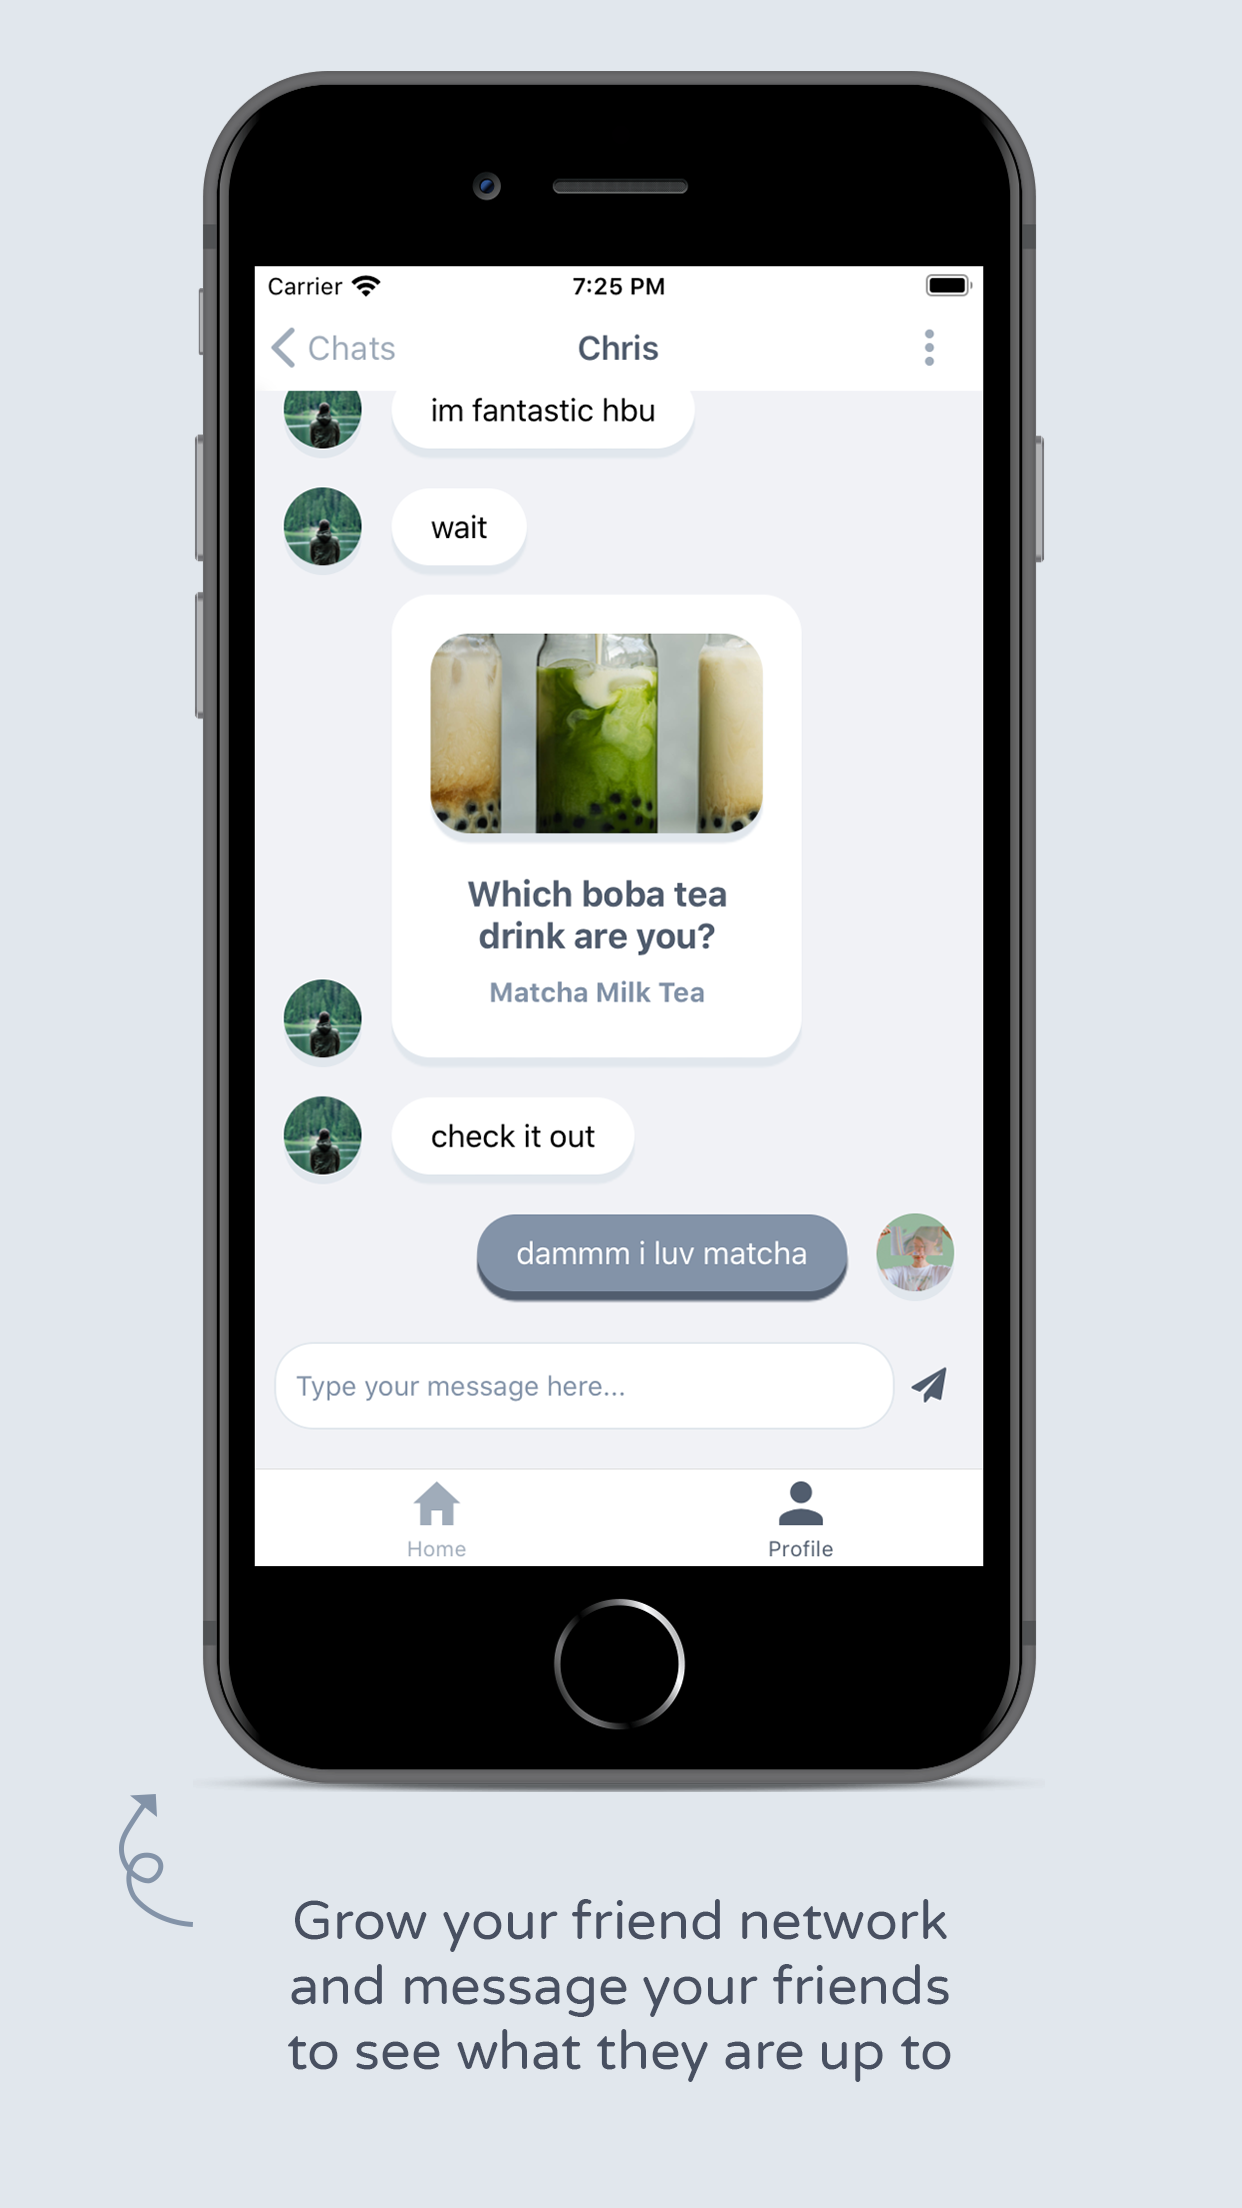 Carrier 7:25 PM
Chats Chris
im fantastic hbu
wait
Which boba tea
drink are you?
Matcha Milk Tea
check it out
dammm i luv matcha
Type your message here...
Home Profile
Grow your friend network
and message your friends
to see what they are up to